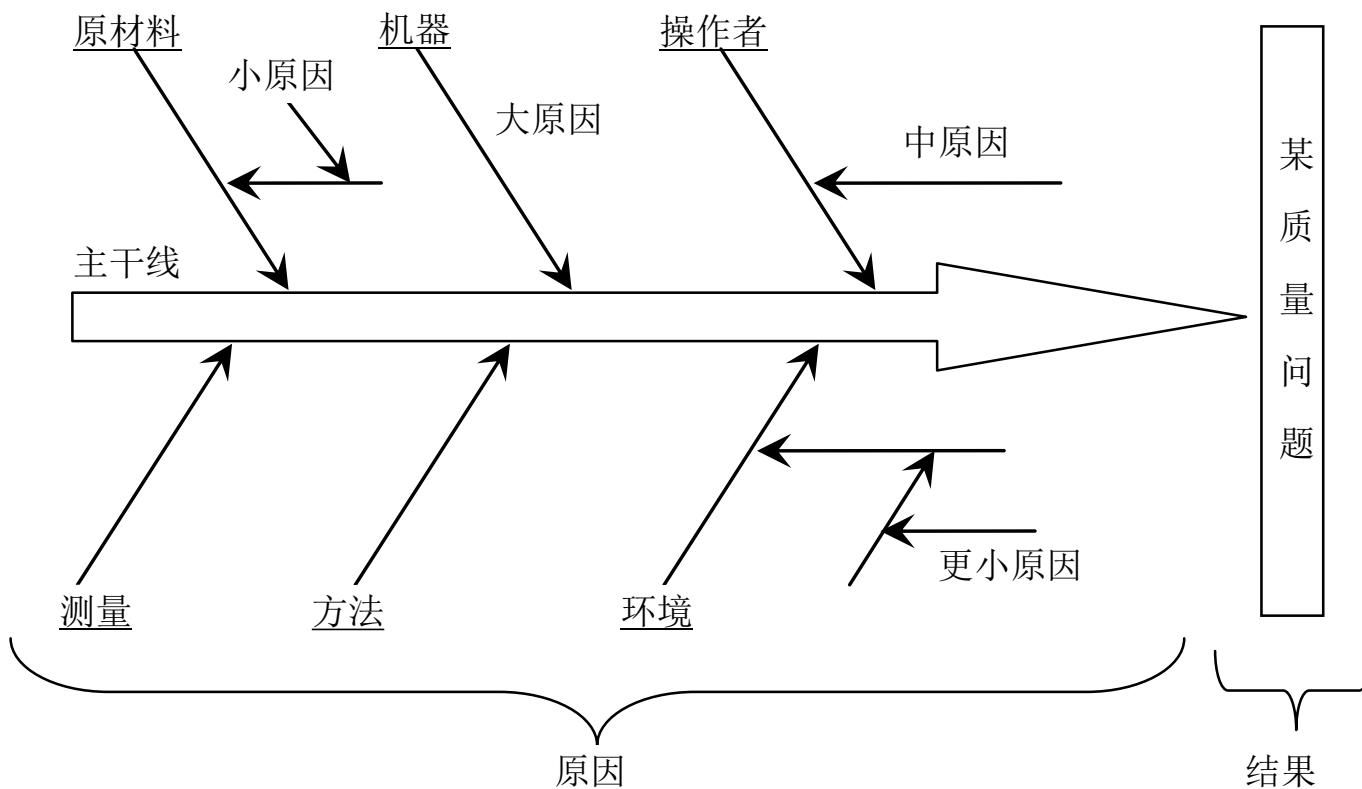 原材料
机器
操作者
小原因
大原因
中原因
主干线
某质量问题
更小原因
测量
方法
环境
原因
结果